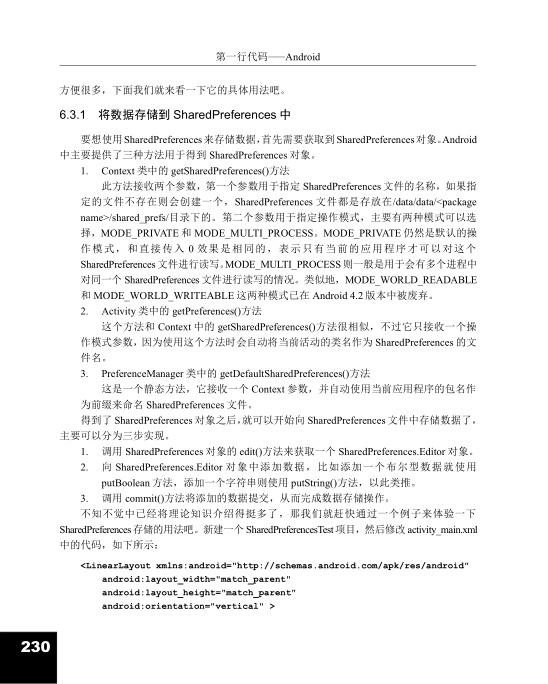 第一行代码——Android
方便很多，下面我们就来看一下它的具体用法吧。
6.3.1 将数据存储到 SharedPreferences 中
要想使用 SharedPreferences 来存储数据，首先需要获取到 SharedPreferences 对象。Android
中主要提供了三种方法用于得到 SharedPreferences 对象。
1. Context 类中的 getSharedPreferences()方法
此方法接收两个参数，第一个参数用于指定 SharedPreferences 文件的名称，如果指
定的文件不存在则会创建一个，SharedPreferences 文件都是存放在/data/data/<package
name>/shared_prefs/目录下的。第二个参数用于指定操作模式，主要有两种模式可以选
择，MODE_PRIVATE 和 MODE_MULTI_PROCESS。MODE_PRIVATE 仍然是默认的操
作模式，和直接传入 0 效果是相同的，表示只有当前的应用程序才可以对这个
SharedPreferences 文件进行读写。MODE_MULTI_PROCESS 则一般是用于会有多个进程中
对同一个 SharedPreferences 文件进行读写的情况。类似地，MODE_WORLD_READABLE
和 MODE_WORLD_WRITEABLE 这两种模式已在 Android 4.2 版本中被废弃。
2. Activity 类中的 getPreferences()方法
这个方法和 Context 中的 getSharedPreferences()方法很相似，不过它只接收一个操
作模式参数，因为使用这个方法时会自动将当前活动的类名作为 SharedPreferences 的文
件名。
3. PreferenceManager 类中的 getDefaultSharedPreferences()方法
这是一个静态方法，它接收一个 Context 参数，并自动使用当前应用程序的包名作
为前缀来命名 SharedPreferences 文件。
得到了 SharedPreferences 对象之后，就可以开始向 SharedPreferences 文件中存储数据了，
主要可以分为三步实现。
1. 调用 SharedPreferences 对象的 edit()方法来获取一个 SharedPreferences.Editor 对象。
2. 向 SharedPreferences.Editor 对象中添加数据，比如添加一个布尔型数据就使用
putBoolean 方法，添加一个字符串则使用 putString()方法，以此类推。
3. 调用 commit()方法将添加的数据提交，从而完成数据存储操作。
不知不觉中已经将理论知识介绍得挺多了，那我们就赶快通过一个例子来体验一下
SharedPreferences 存储的用法吧。新建一个 SharedPreferencesTest 项目，然后修改 activity_main.xml
中的代码，如下所示：
<LinearLayout xmlns:android="http://schemas.android.com/apk/res/android"
android:layout_width="match_parent"
android:layout_height="match_parent"
android:orientation="vertical" >
230